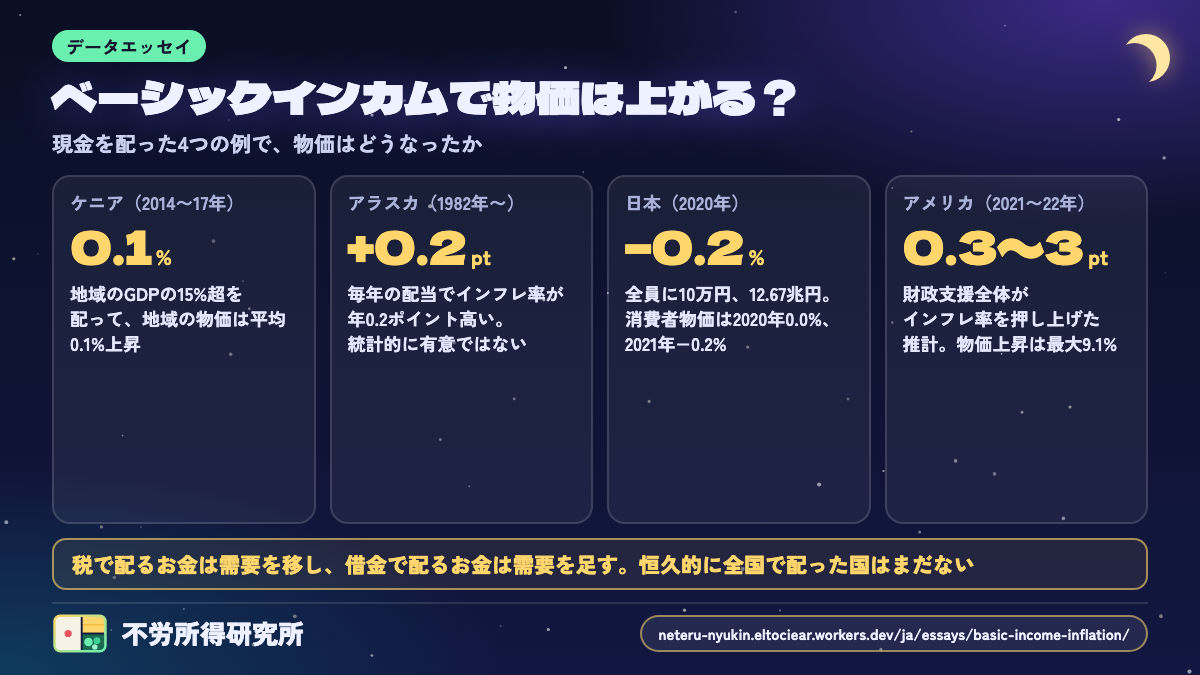 データエッセイ
ベーシックインカムで物価は上がる？
現金を配った4つの例で、物価はどうなったか
ケニア（2014〜17年）
0.1%
地域のGDPの15%超を
配って、地域の物価は平均
0.1%上昇
アラスカ（1982年〜）
+0.2pt
毎年の配当でインフレ率が
年0.2ポイント高い。
統計的に有意ではない
日本（2020年）
−0.2%
全員に10万円、12.67兆円。
消費者物価は2020年0.0%、
2021年−0.2%
アメリカ（2021〜22年）
0.3〜3pt
財政支援全体が
インフレ率を押し上げた
推計。物価上昇は最大9.1%
税で配るお金は需要を移し、借金で配るお金は需要を足す。恒久的に全国で配った国はまだない
不労所得研究所
neteru-nyukin.eltociear.workers.dev/ja/essays/basic-income-inflation/